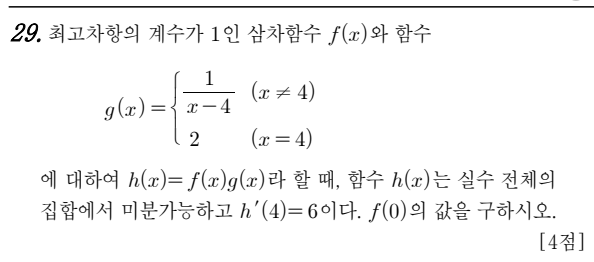 29. 최고차항의 계수가 1인 삼차함수 f(x)와 함수
g(x)={ 1/(x-4) (x≠4)
2 (x=4)
에 대하여 h(x)=f(x)g(x)라 할 때, 함수 h(x)는 실수 전체의
집합에서 미분가능하고 h′(4)=6이다. f(0)의 값을 구하시오.
[4점]